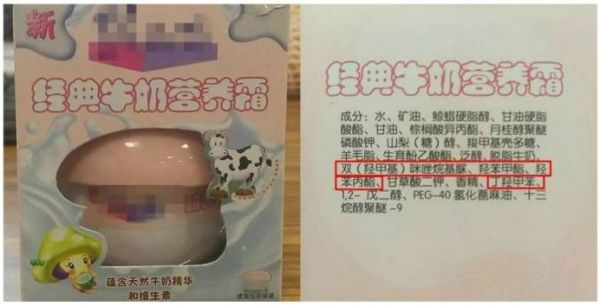 新
经典牛奶营养霜
蕴含天然牛奶精华
和维生素
经典牛奶营养霜
成分：水、矿油、鲸蜡硬脂醇、甘油硬脂
酸酯、甘油、棕榈酸异丙酯、月桂醇聚醚
磷酸钾、山梨（糖）醇、羧甲基壳多糖、
羊毛脂、生育酚乙酸酯、泛醇、脱脂牛奶、
双（羟甲基）咪唑烷基脲、羟苯甲酯、羟
苯丙酯、甘草酸二钾、香精、丁羟甲苯、
1,2-戊二醇、PEG-40 氢化蓖麻油、十三
烷醇聚醚-9